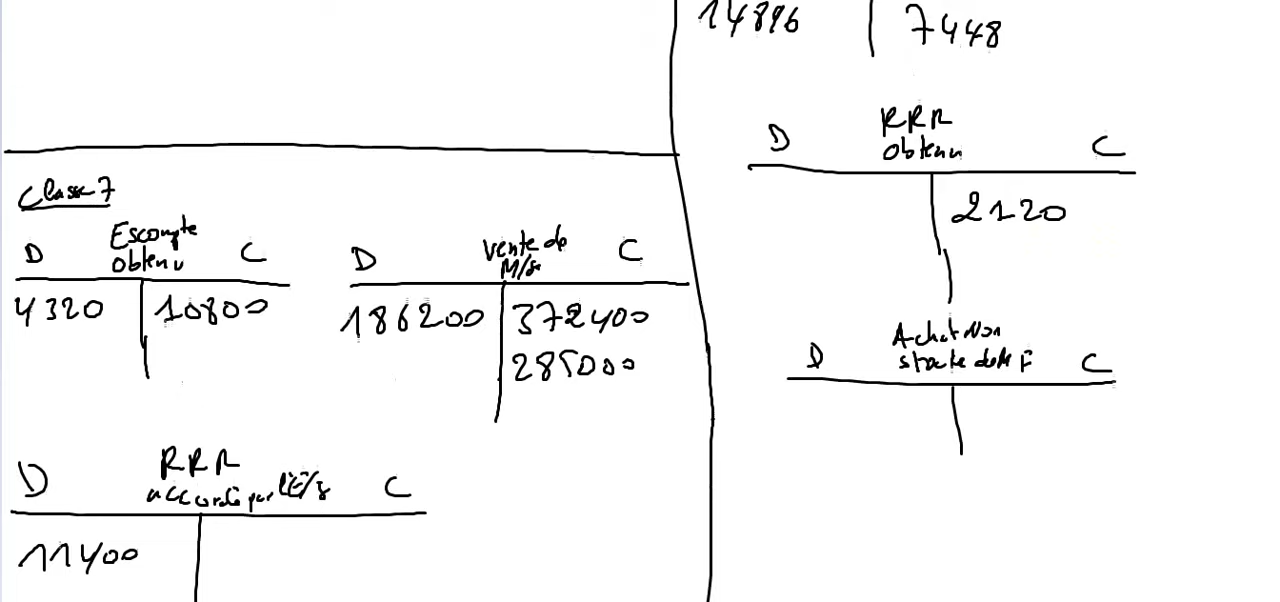 14896 7448
D RRR obtenu C
2120
D Achat Non stocké de M F C
Classe 7
D Escompte obtenu C
4320 10800
D Vente de M/se C
186200 372400
285000
D RRR accordé par l'E/se C
11400